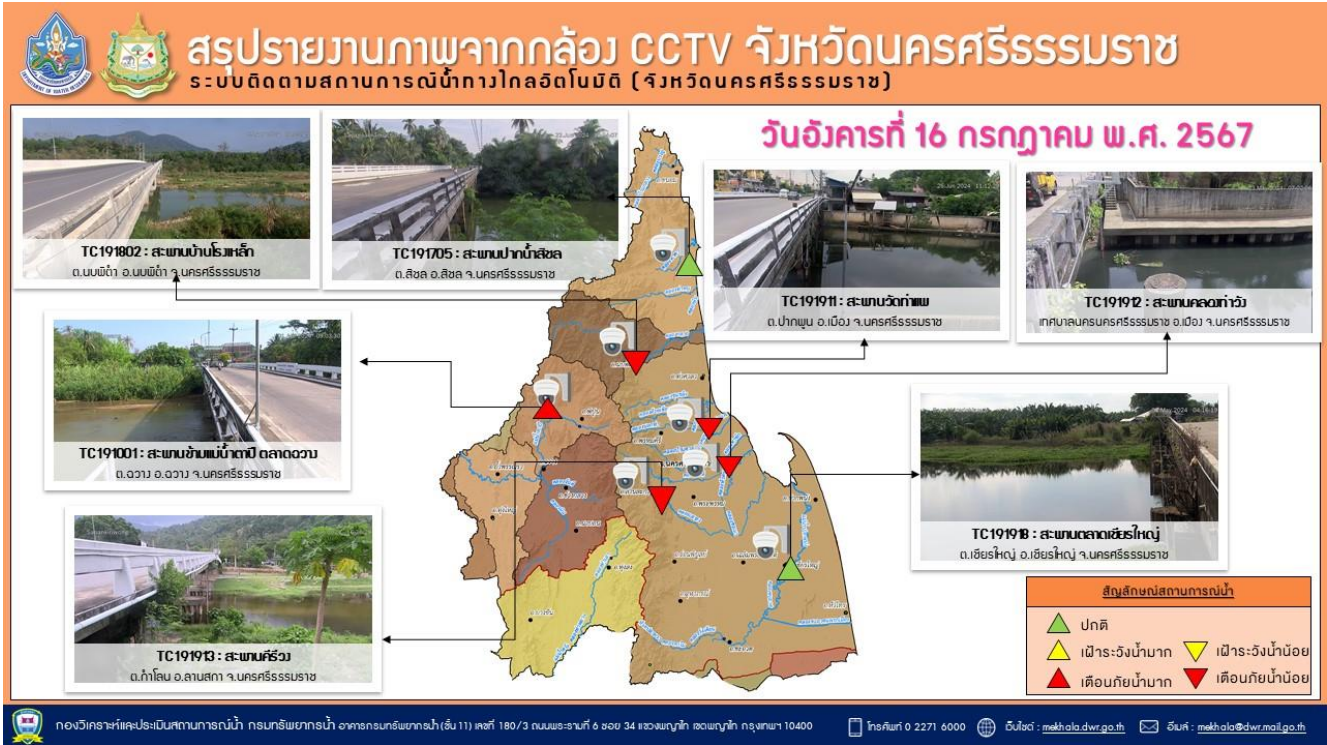 สรุปรายงานภาพจากกล้อง CCTV จังหวัดนครศรีธรรมราช
ระบบติดตามสถานการณ์น้ำทางไกลอัตโนมัติ (จังหวัดนครศรีธรรมราช)
วันอังคารที่ 16 กรกฎาคม พ.ศ. 2567
TC191802 : สะพานบ้านโรงเหล็ก
ต.นบพิตำ อ.นบพิตำ จ.นครศรีธรรมราช
TC191705 : สะพานปากน้ำสิชล
ต.สิชล อ.สิชล จ.นครศรีธรรมราช
TC191911 : สะพานวัดท่าแพ
ต.ปากพูน อ.เมือง จ.นครศรีธรรมราช
TC191912 : สะพานคลองท่าวัง
เทศบาลนครนครศรีธรรมราช อ.เมือง จ.นครศรีธรรมราช
TC191001 : สะพานข้ามแม่น้ำตาปี ตลาดฉวาง
ต.ฉวาง อ.ฉวาง จ.นครศรีธรรมราช
TC191918 : สะพานตลาดเชียรใหญ่
ต.เชียรใหญ่ อ.เชียรใหญ่ จ.นครศรีธรรมราช
TC191913 : สะพานคีรีวง
ต.กำโลน อ.ลานสกา จ.นครศรีธรรมราช
สัญลักษณ์สถานการณ์น้ำ
ปกติ
เฝ้าระวังน้ำมาก เฝ้าระวังน้ำน้อย
เตือนภัยน้ำมาก เตือนภัยน้ำน้อย
กองวิเคราะห์และประเมินสถานการณ์น้ำ กรมทรัพยากรน้ำ อาคารกรมทรัพยากรน้ำ (ชั้น 11) เลขที่ 180/3 ถนนพระรามที่ 6 ซอย 34 แขวงพญาไท เขตพญาไท กรุงเทพฯ 10400 โทรศัพท์ 0 2271 6000 เว็บไซต์ : mekhala.dwr.go.th อีเมล์ : mekhala@dwr.mail.go.th